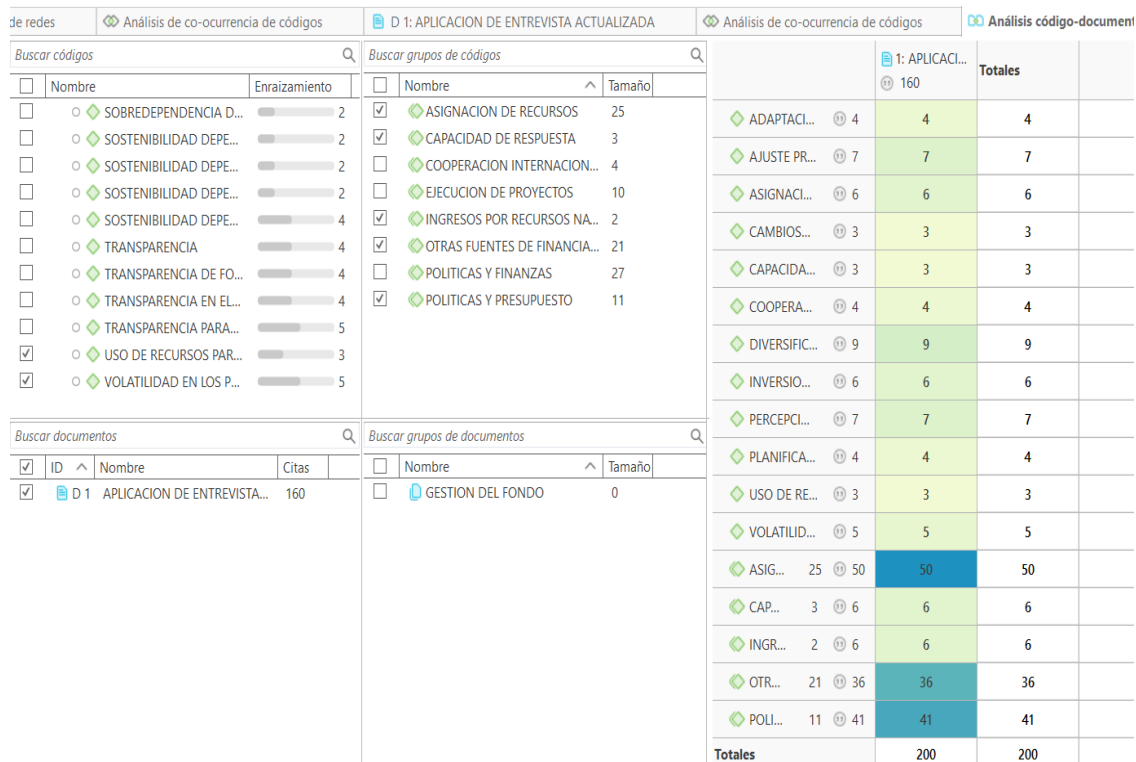 de redes
Análisis de co-ocurrencia de códigos
D 1: APLICACION DE ENTREVISTA ACTUALIZADA
Análisis de co-ocurrencia de códigos
Análisis código-document
Buscar códigos
Nombre Enraizamiento
SOBREDEPENDENCIA D... 2
SOSTENIBILIDAD DEPE... 2
SOSTENIBILIDAD DEPE... 2
SOSTENIBILIDAD DEPE... 2
SOSTENIBILIDAD DEPE... 4
TRANSPARENCIA 4
TRANSPARENCIA DE FO... 4
TRANSPARENCIA EN EL... 4
TRANSPARENCIA PARA... 5
USO DE RECURSOS PAR... 3
VOLATILIDAD EN LOS P... 5
Buscar grupos de códigos
Nombre Tamaño
ASIGNACION DE RECURSOS 25
CAPACIDAD DE RESPUESTA 3
COOPERACION INTERNACION... 4
EJECUCION DE PROYECTOS 10
INGRESOS POR RECURSOS NA... 2
OTRAS FUENTES DE FINANCIA... 21
POLITICAS Y FINANZAS 27
POLITICAS Y PRESUPUESTO 11
Buscar documentos
ID Nombre Citas
D 1 APLICACION DE ENTREVISTA... 160
Buscar grupos de documentos
Nombre Tamaño
GESTION DEL FONDO 0
1: APLICACI...
160
Totales
ADAPTACI... 4 4 4
AJUSTE PR... 7 7 7
ASIGNACI... 6 6 6
CAMBIOS... 3 3 3
CAPACIDA... 3 3 3
COOPERA... 4 4 4
DIVERSIFIC... 9 9 9
INVERSIO... 6 6 6
PERCEPCI... 7 7 7
PLANIFICA... 4 4 4
USO DE RE... 3 3 3
VOLATILID... 5 5 5
ASIG... 25 50 50 50
CAP... 3 6 6 6
INGR... 2 6 6 6
OTR... 21 36 36 36
POLI... 11 41 41 41
Totales 200 200